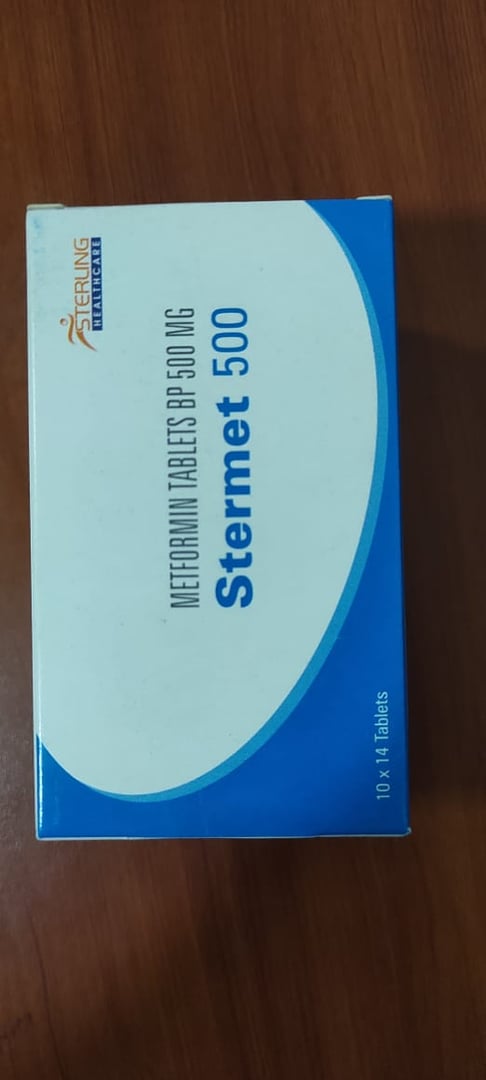 STERLING
HEALTHCARE
METFORMIN TABLETS BP 500 MG
Stermet 500
10 x 14 Tablets